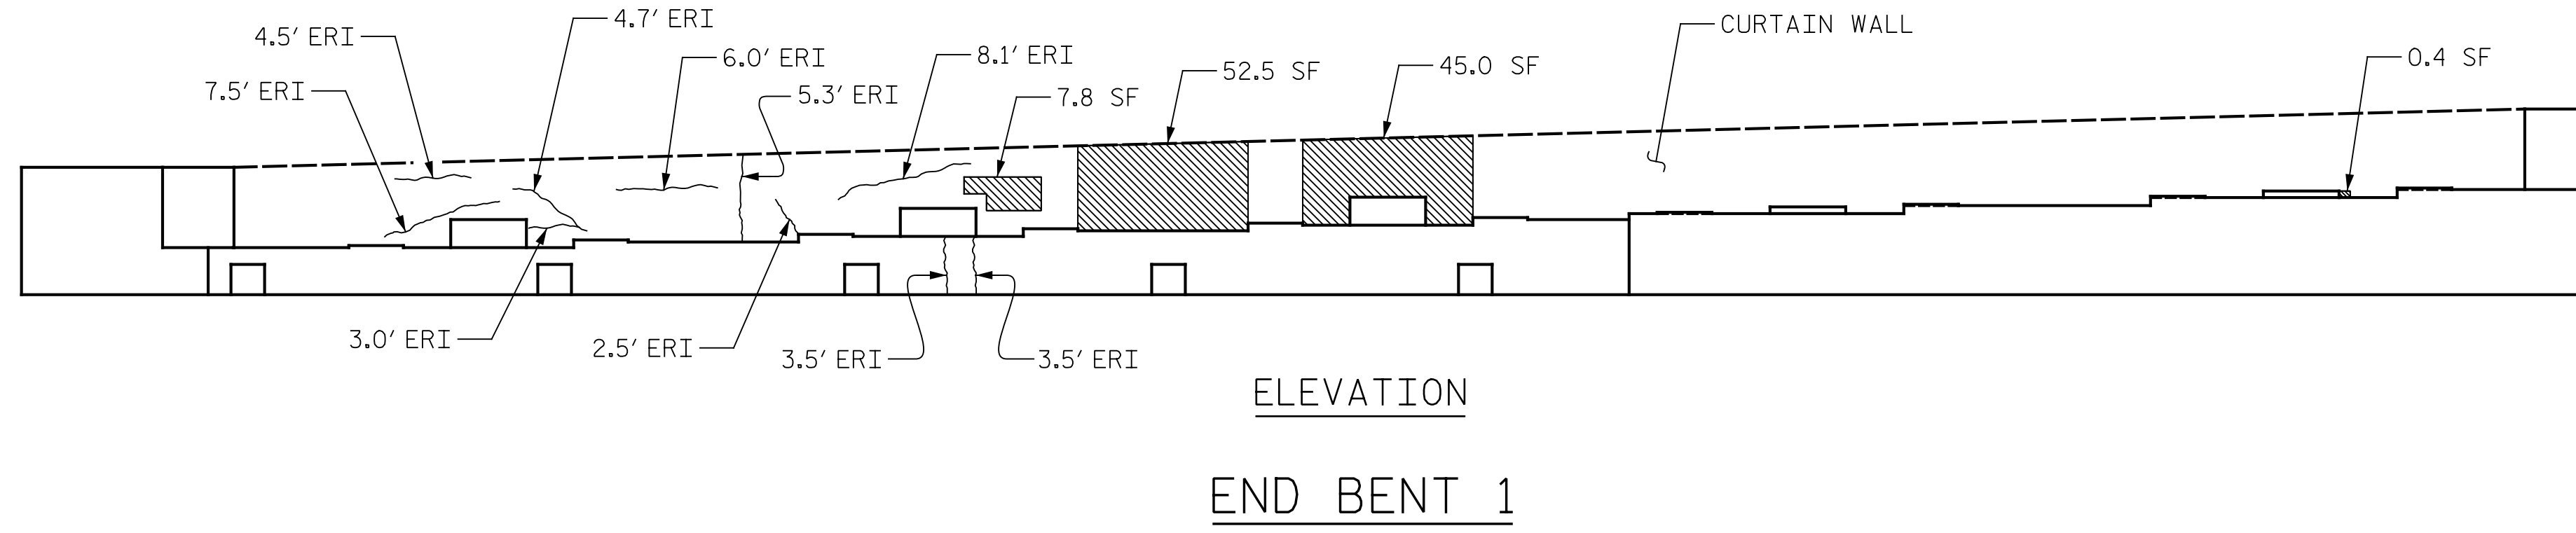 4.7' ERI
CURTAIN WALL
4.5' ERI
6.0' ERI
8.1' ERI
0.4 SF
52.5 SF
45.0 SF
7.5' ERI
5.3' ERI
7.8 SF
3.0' ERI
2.5' ERI
3.5' ERI
3.5' ERI
ELEVATION
END BENT 1